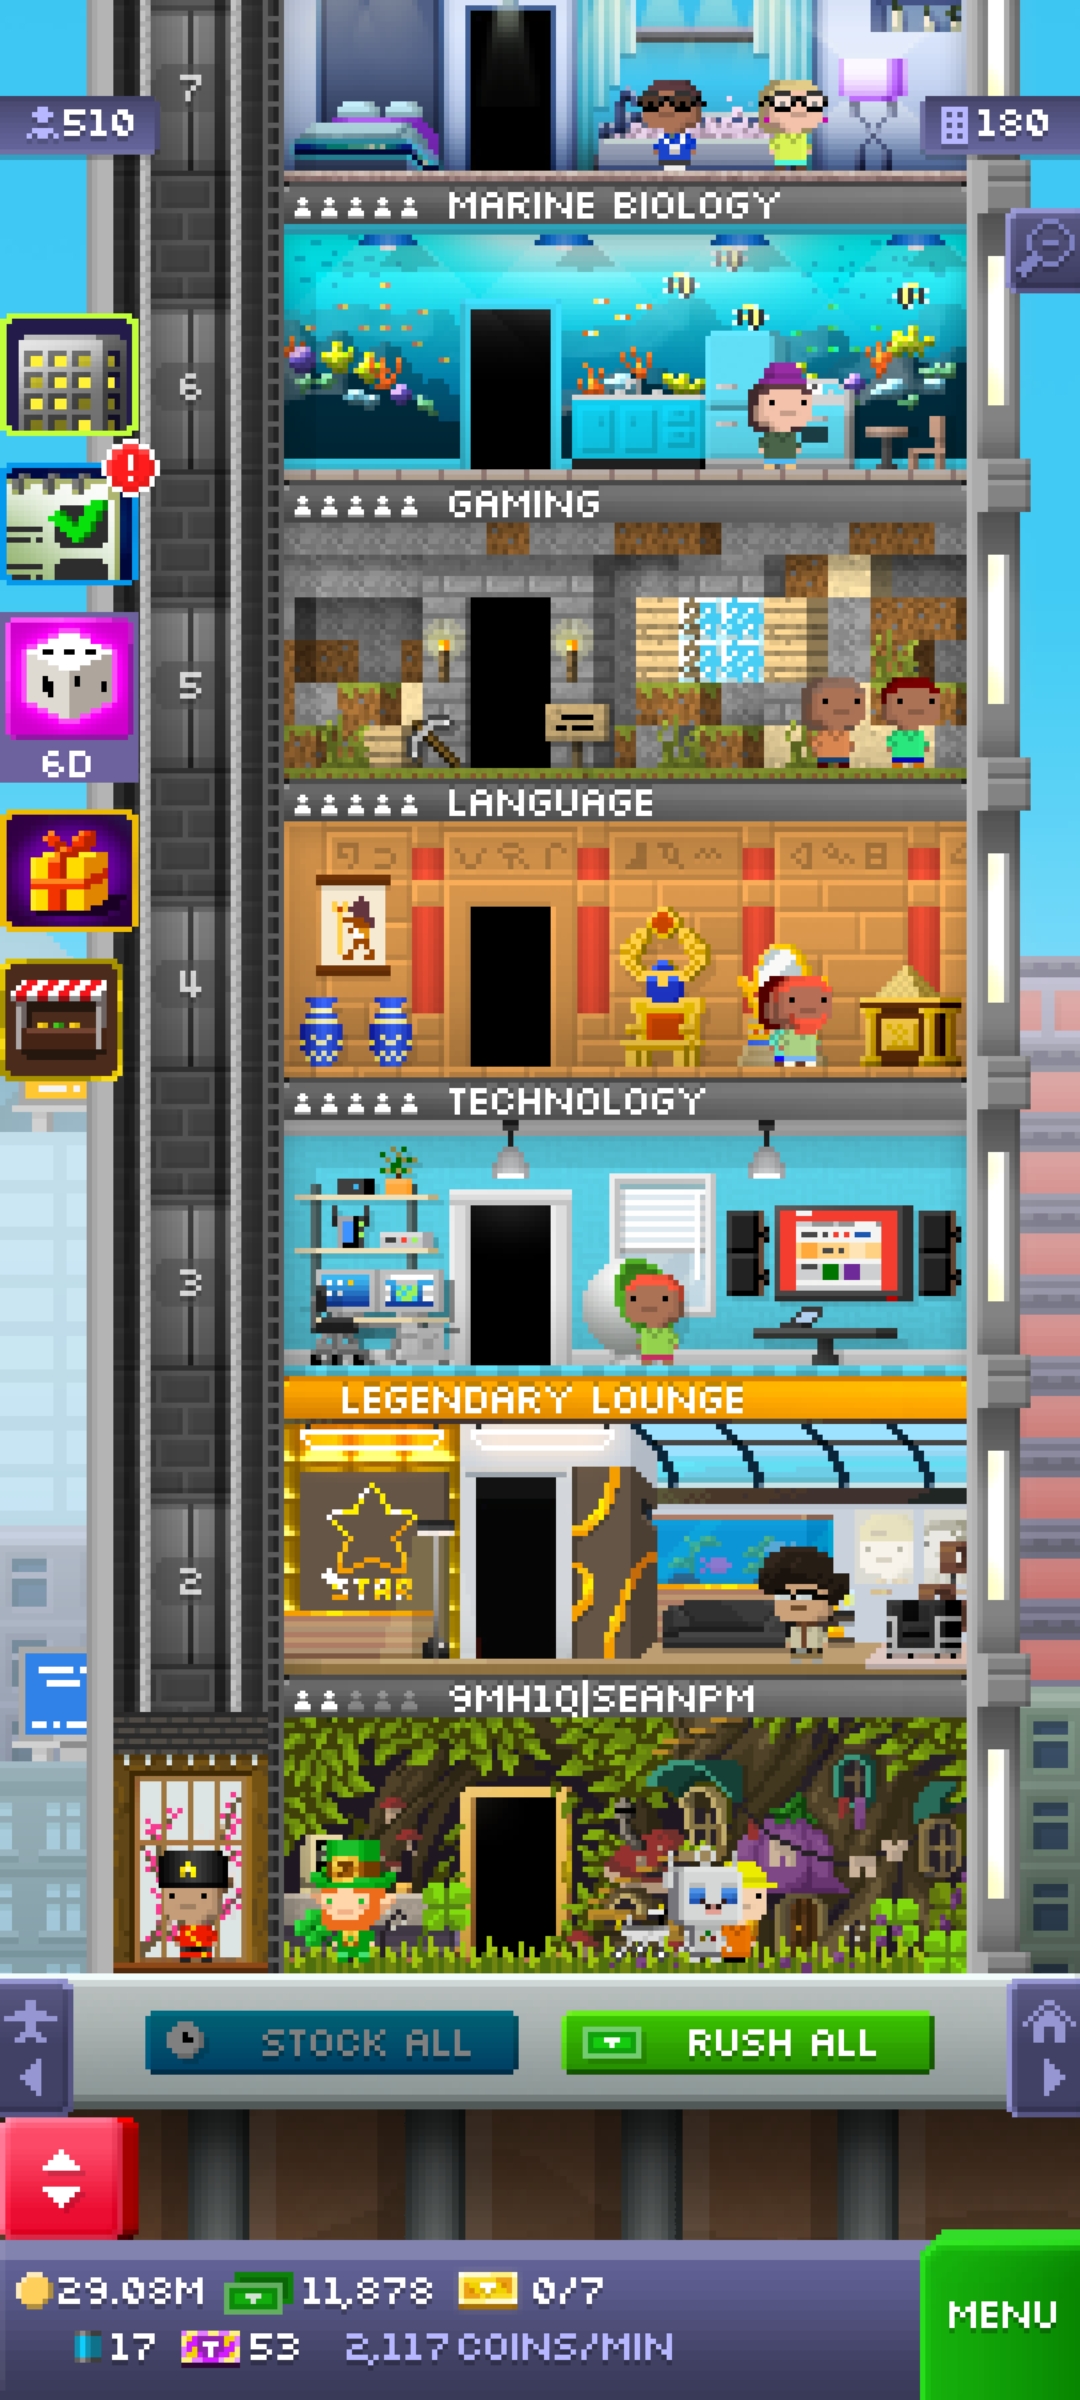 7
510
180
MARINE BIOLOGY
6
GAMING
5
6D
LANGUAGE
4
TECHNOLOGY
3
LEGENDARY LOUNGE
STAR
2
9MH1Q|SEANPM
STOCK ALL
RUSH ALL
29.08M
11,878
0/7
MENU
17
53
2,117 COINS/MIN